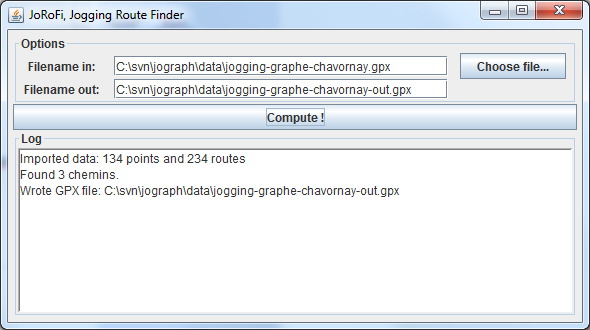 JoRoFi, Jogging Route Finder
Options
Filename in: C:\svn\jograph\data\jogging-graphe-chavornay.gpx Choose file...
Filename out: C:\svn\jograph\data\jogging-graphe-chavornay-out.gpx
Compute !
Log
Imported data: 134 points and 234 routes
Found 3 chemins.
Wrote GPX file: C:\svn\jograph\data\jogging-graphe-chavornay-out.gpx